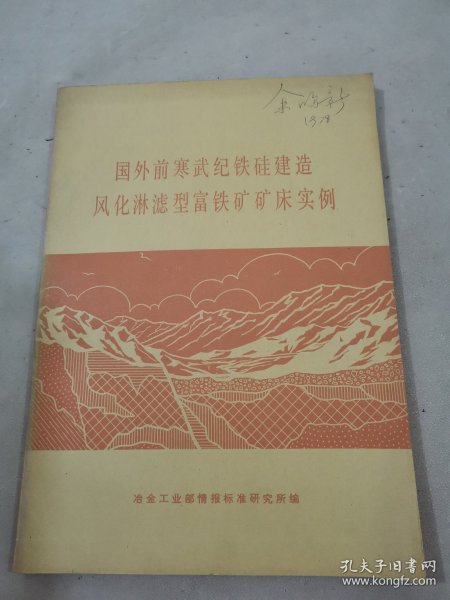 1978
国外前寒武纪铁硅建造
风化淋滤型富铁矿矿床实例
冶金工业部情报标准研究所编
孔夫子旧书网
www.kongfz.com